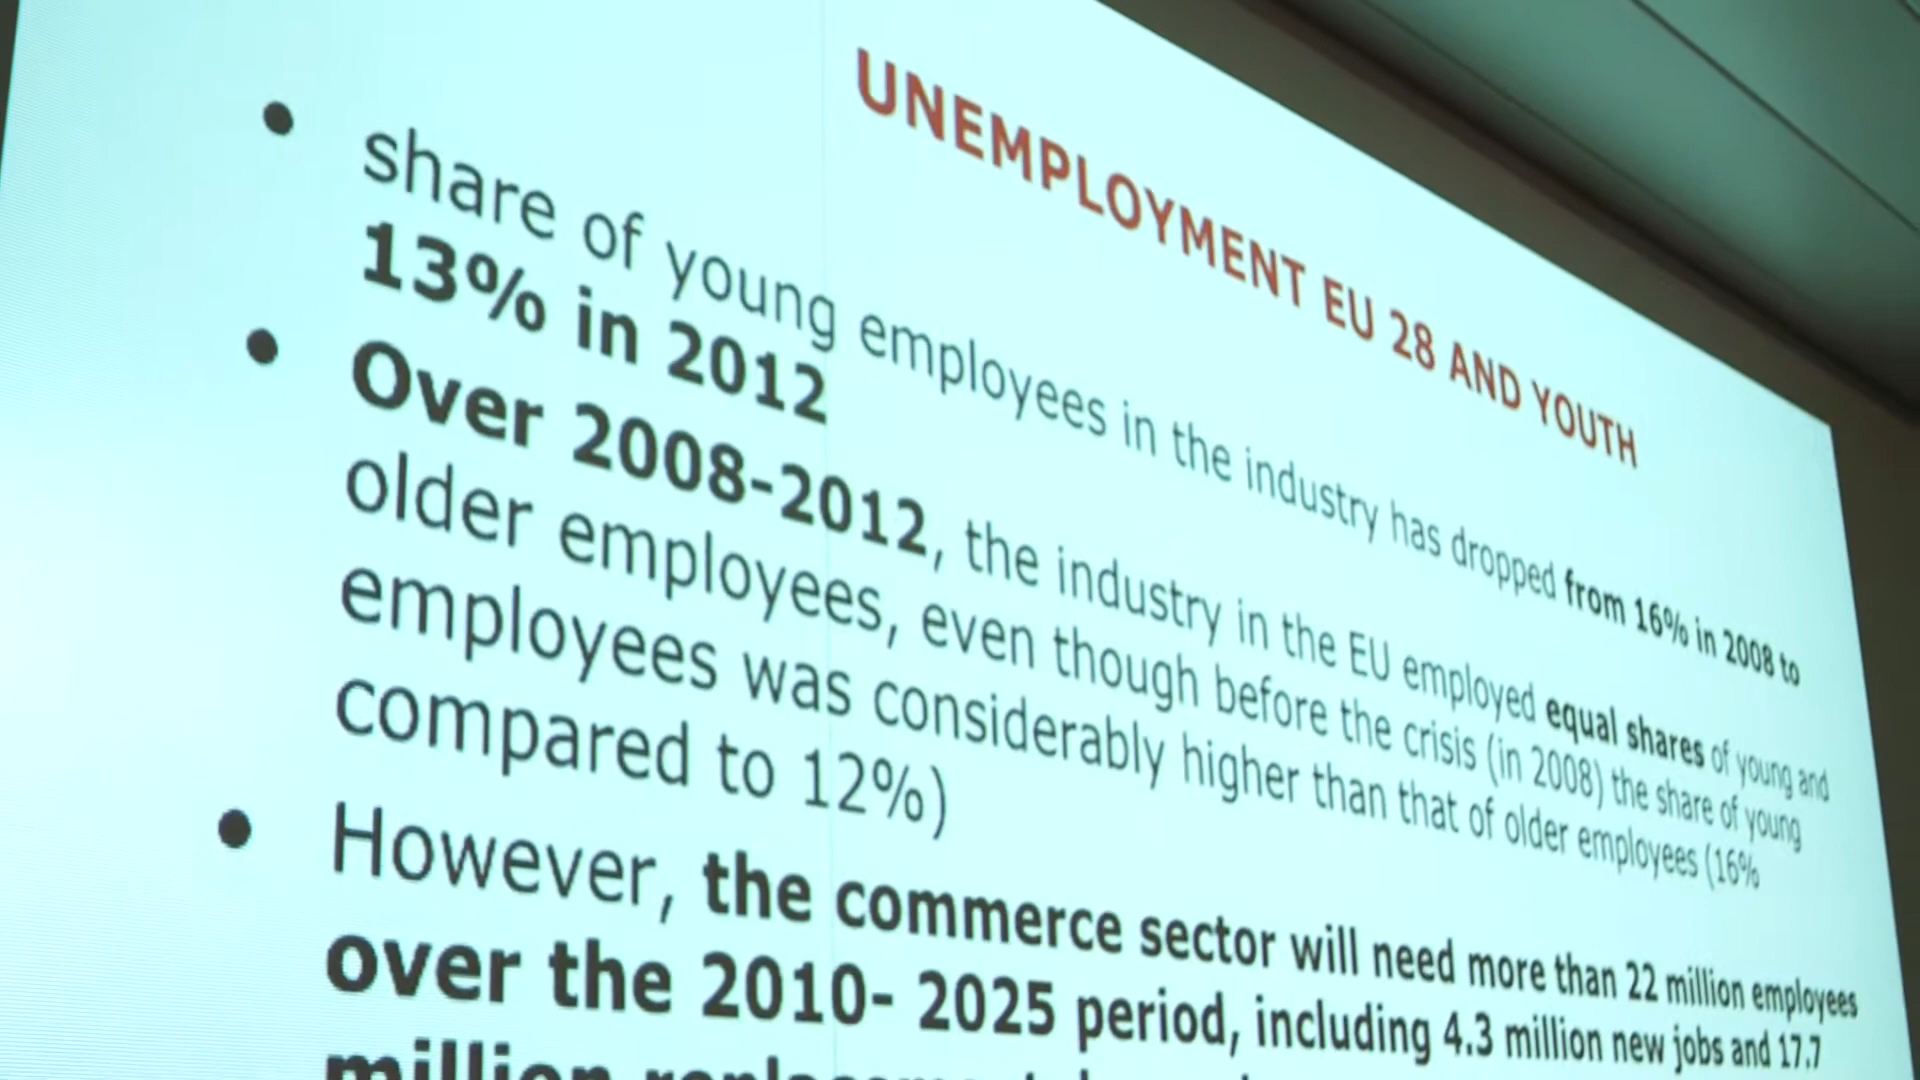 UNEMPLOYMENT EU 28 AND YOUTH
share of young employees in the industry has dropped from 16% in 2008 to
13% in 2012
Over 2008-2012, the industry in the EU employed equal shares of young and
older employees, even though before the crisis (in 2008) the share of young
employees was considerably higher than that of older employees (16%
compared to 12%)
However, the commerce sector will need more than 22 million employees
over the 2010- 2025 period, including 4.3 million new jobs and 17.7
million